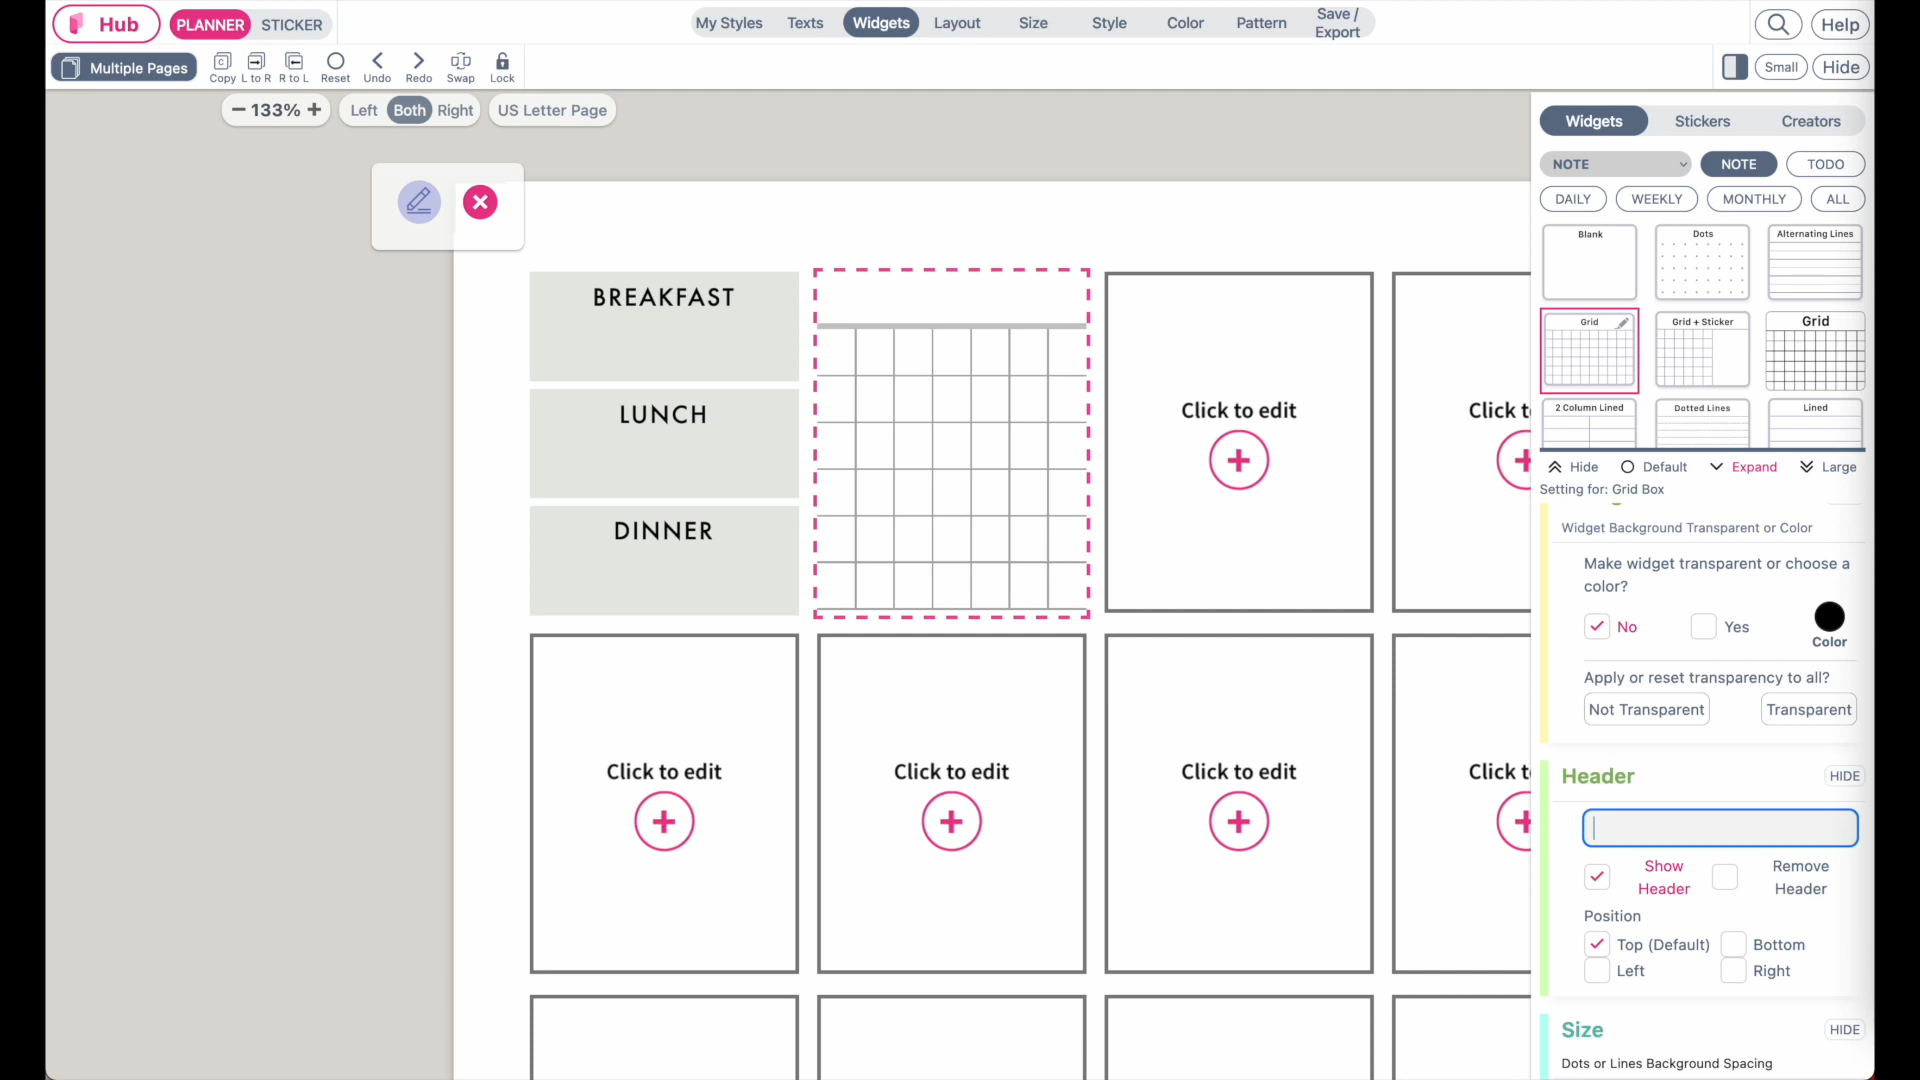 Hub
PLANNER
STICKER
My Styles
Texts
Widgets
Layout
Size
Style
Color
Pattern
Save /
Export
Help
Multiple Pages
Copy
L to R
R to L
Reset
Undo
Redo
Swap
Lock
Small
Hide
133%
Left
Both
Right
US Letter Page
BREAKFAST
LUNCH
DINNER
Click to edit
Click t
Click to edit
Click to edit
Click to edit
Click t
Widgets
Stickers
Creators
NOTE
NOTE
TODO
DAILY
WEEKLY
MONTHLY
ALL
Blank
Dots
Alternating Lines
Grid
Grid + Sticker
Grid
2 Column Lined
Dotted Lines
Lined
Hide
Default
Expand
Large
Setting for: Grid Box
Widget Background Transparent or Color
Make widget transparent or choose a
color?
No
Yes
Color
Apply or reset transparency to all?
Not Transparent
Transparent
Header
HIDE
Show
Header
Remove
Header
Position
Top (Default)
Bottom
Left
Right
Size
HIDE
Dots or Lines Background Spacing